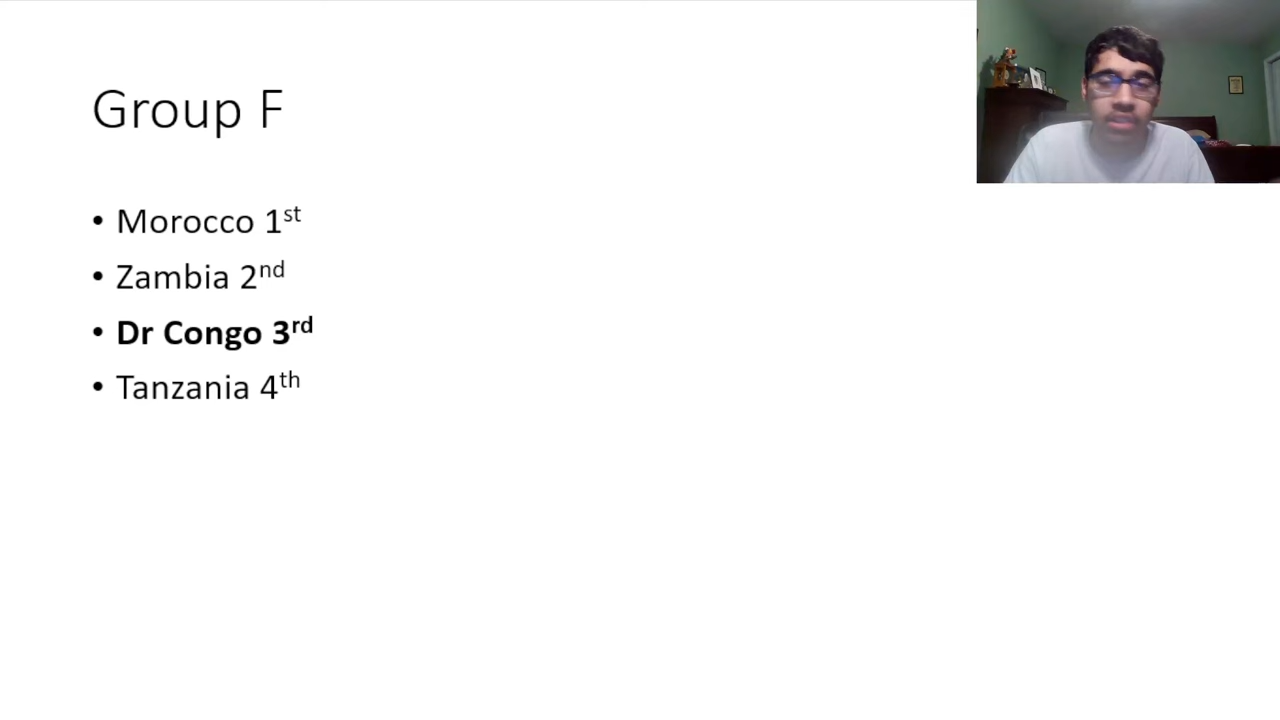 Group F
• Morocco 1st
• Zambia 2nd
• Dr Congo 3rd
• Tanzania 4th